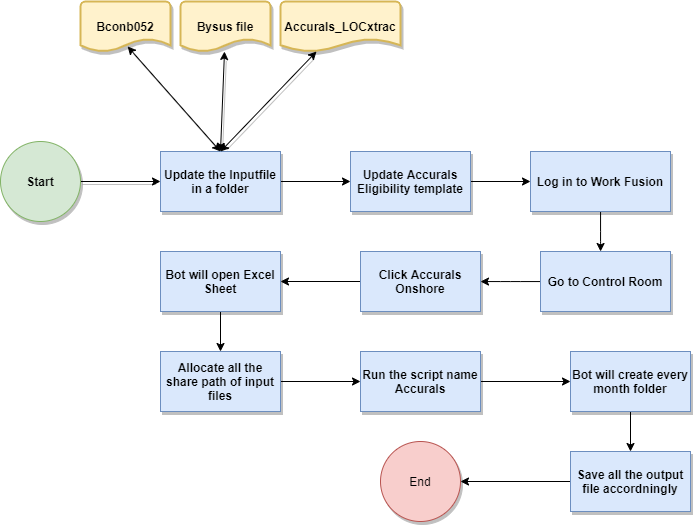 Bconb052
Bysus file
Accurals_LOCxtrac
Start
Update the Inputfile
in a folder
Update Accurals
Eligibility template
Log in to Work Fusion
Bot will open Excel
Sheet
Click Accurals
Onshore
Go to Control Room
Allocate all the
share path of input
files
Run the script name
Accurals
Bot will create every
month folder
End
Save all the output
file accordningly